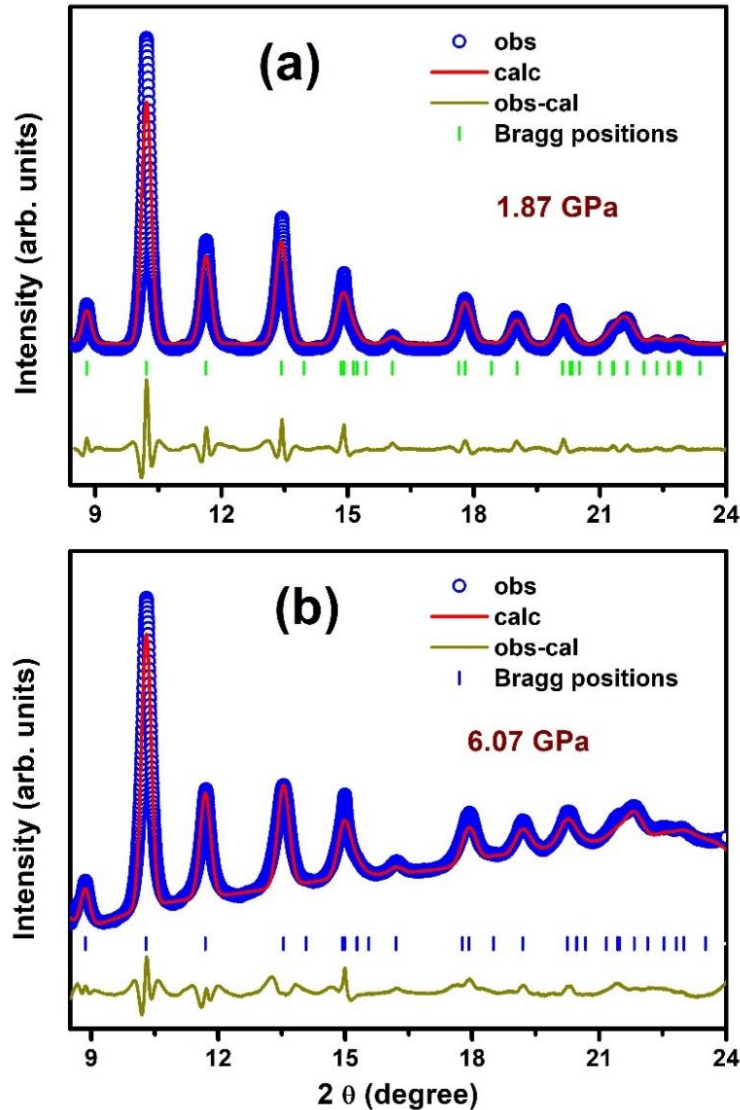 (a)
obs
calc
obs-cal
Bragg positions
1.87 GPa
Intensity (arb. units)
9 12 15 18 21 24
(b)
obs
calc
obs-cal
Bragg positions
6.07 GPa
Intensity (arb. units)
9 12 15 18 21 24
2 θ (degree)